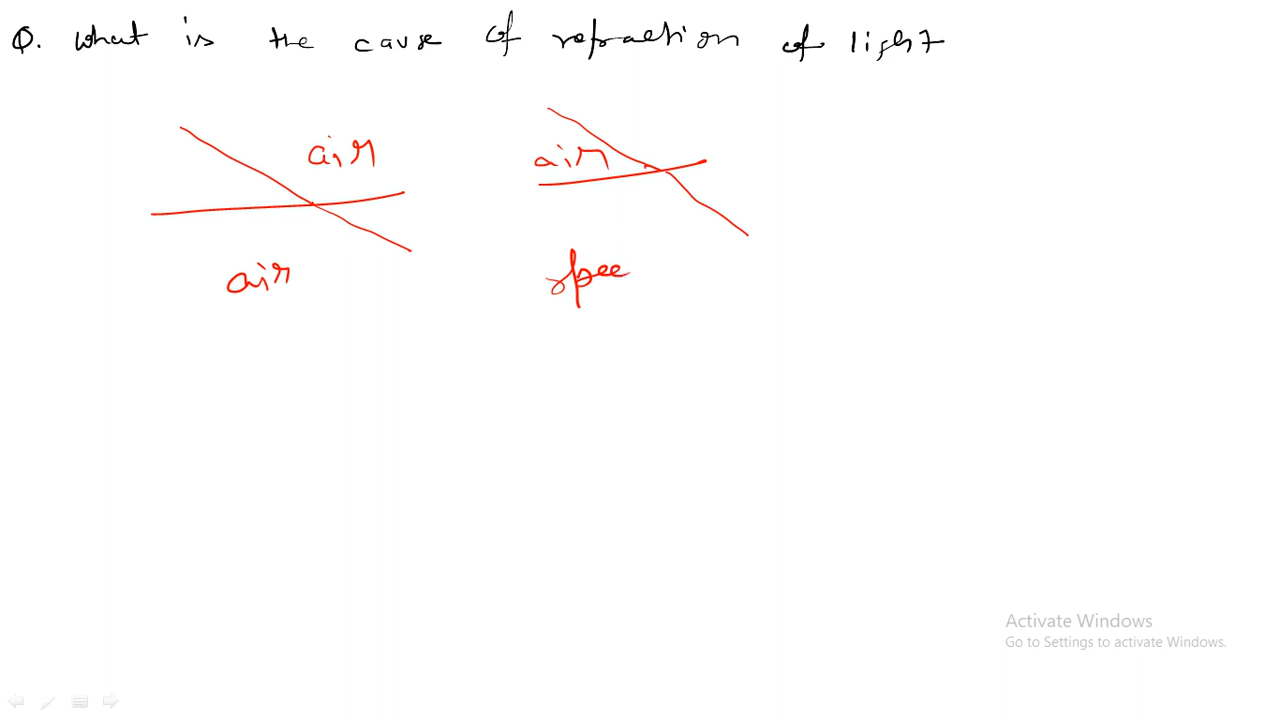 Q. What is the cause of refraction of light
air air
air
Activate Windows
Go to Settings to activate Windows.